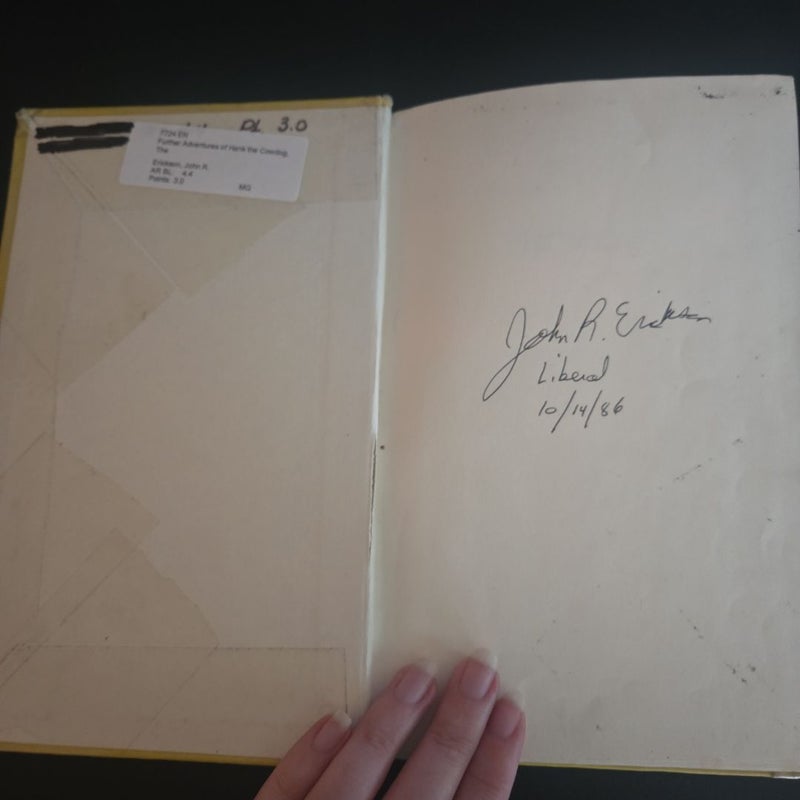 PL 3.0
7724 EN
Further Adventures of Hank the Cowdog,
The
Erickson, John R.
AR BL: 4.4
Points: 3.0
MG
John R. Erickson
Liberal
10/14/86